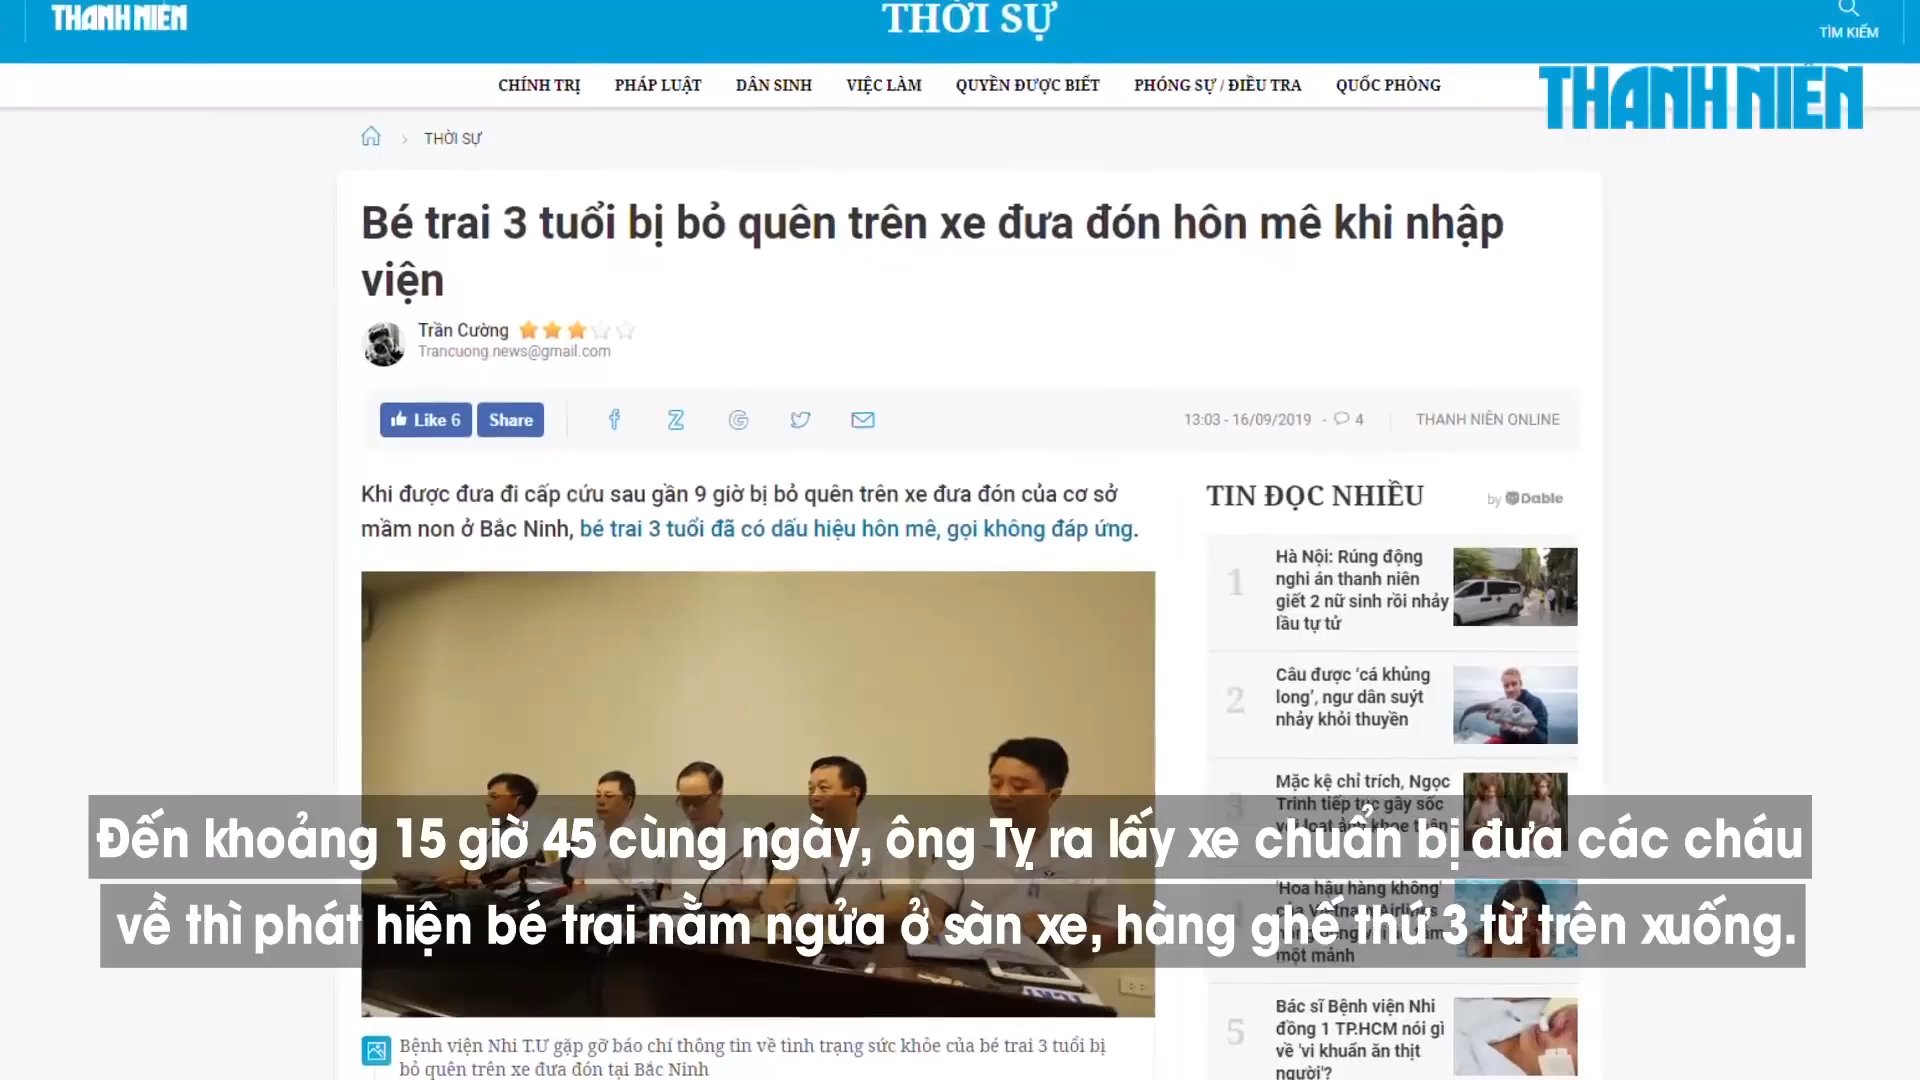 THANH NIÊN
THỜI SỰ
TÌM KIẾM
CHÍNH TRỊ PHÁP LUẬT DÂN SINH VIỆC LÀM QUYỀN ĐƯỢC BIẾT PHÓNG SỰ / ĐIỀU TRA QUỐC PHÒNG
THANH NIÊN
THỜI SỰ
Bé trai 3 tuổi bị bỏ quên trên xe đưa đón hôn mê khi nhập
viện
Trần Cường
Trancuong.news@gmail.com
Like 6 Share
13:03 - 16/09/2019 - 4 THANH NIÊN ONLINE
Khi được đưa đi cấp cứu sau gần 9 giờ bị bỏ quên trên xe đưa đón của cơ sở
mầm non ở Bắc Ninh, bé trai 3 tuổi đã có dấu hiệu hôn mê, gọi không đáp ứng.
TIN ĐỌC NHIỀU
by Dable
1
Hà Nội: Rúng động
nghi án thanh niên
giết 2 nữ sinh rồi nhảy
lầu tự tử
2
Câu được 'cá khủng
long', ngư dân suýt
nhảy khỏi thuyền
3
Mặc kệ chỉ trích, Ngọc
Trinh tiếp tục gây sốc
với loạt ảnh khoe thân
'Hoa hậu hàng không'
của Vietnam Airlines
một mảnh
5
Bác sĩ Bệnh viện Nhi
đồng 1 TP.HCM nói gì
về 'vi khuẩn ăn thịt
người'?
Đến khoảng 15 giờ 45 cùng ngày, ông Tỵ ra lấy xe chuẩn bị đưa các cháu
về thì phát hiện bé trai nằm ngửa ở sàn xe, hàng ghế thứ 3 từ trên xuống.
Bệnh viện Nhi T.Ư gặp gỡ báo chí thông tin về tình trạng sức khỏe của bé trai 3 tuổi bị
bỏ quên trên xe đưa đón tại Bắc Ninh